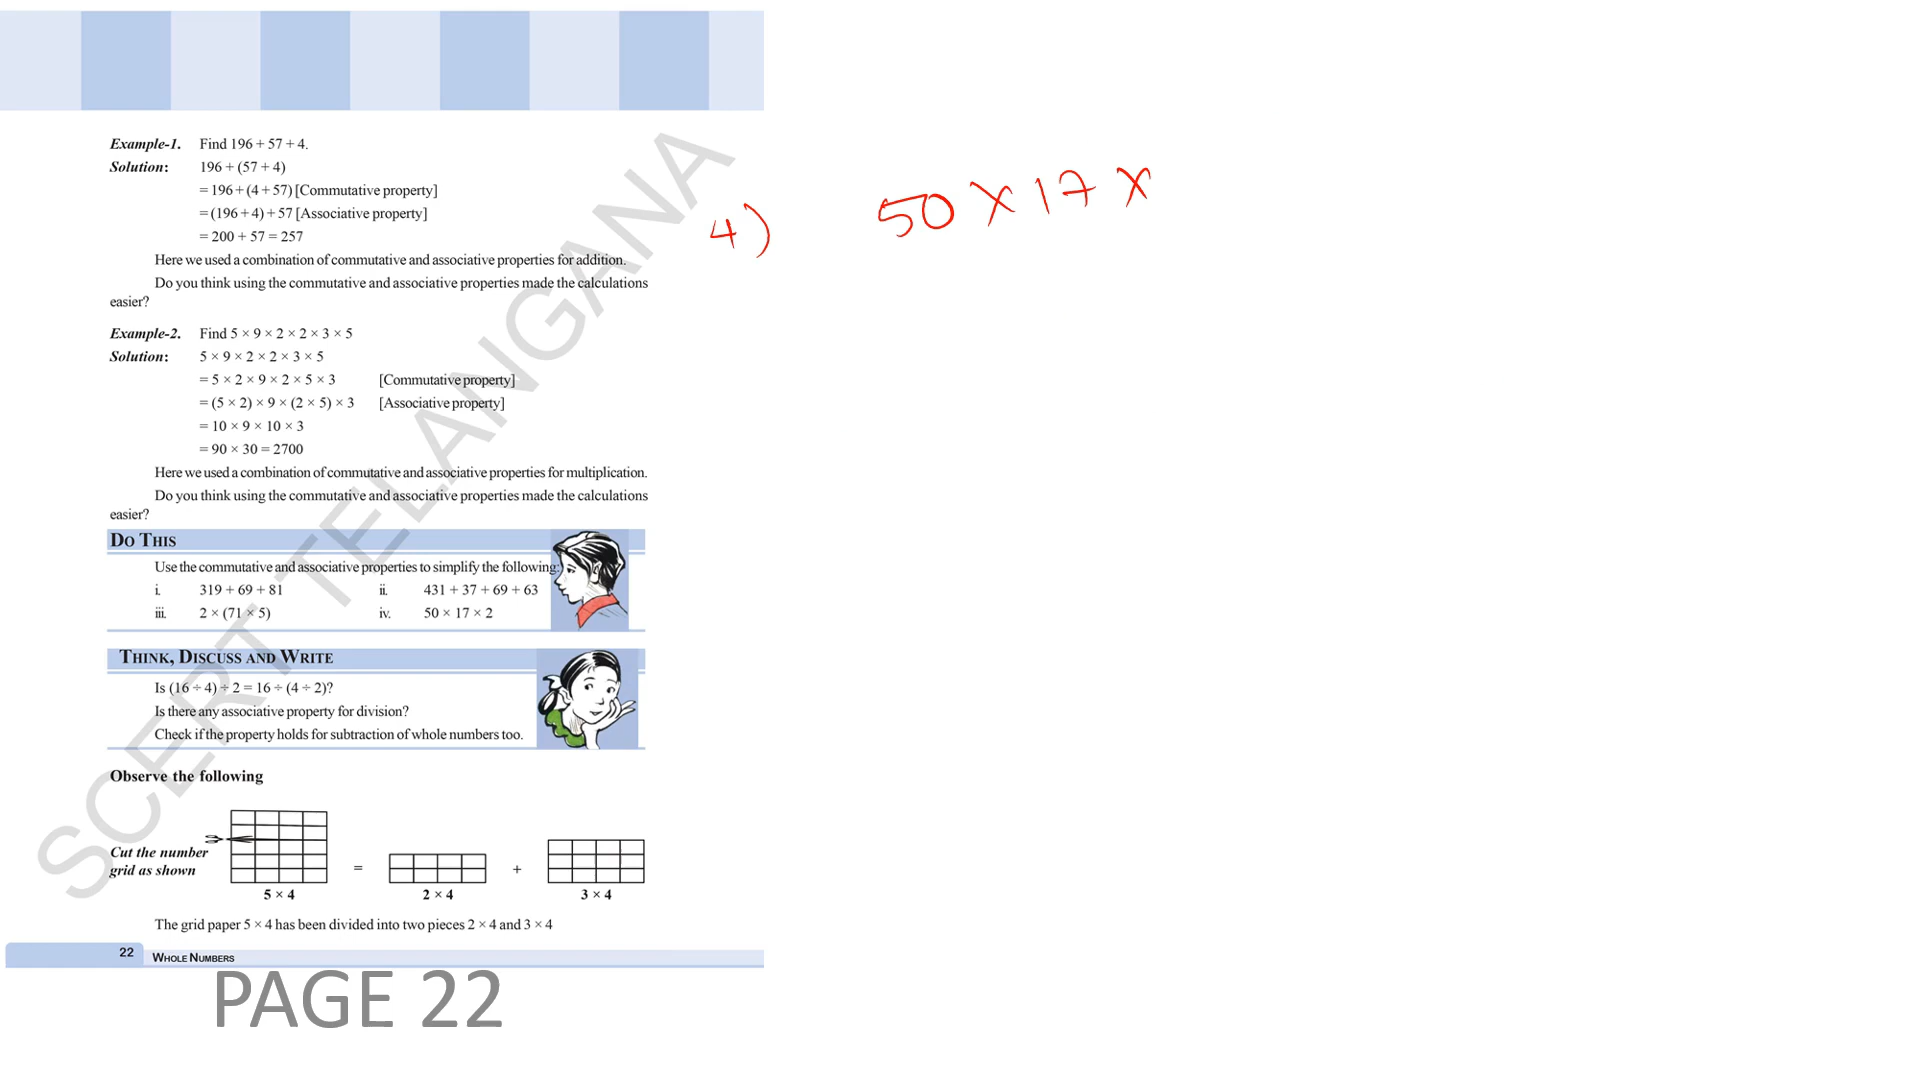 Example-1. Find 196 + 57 + 4.
Solution: 196 + (57 + 4)
= 196 + (4 + 57) [Commutative property]
= (196 + 4) + 57 [Associative property]
= 200 + 57 = 257
Here we used a combination of commutative and associative properties for addition.
Do you think using the commutative and associative properties made the calculations
easier?
Example-2. Find 5 × 9 × 2 × 2 × 3 × 5
Solution: 5 × 9 × 2 × 2 × 3 × 5
= 5 × 2 × 9 × 2 × 5 × 3 [Commutative property]
= (5 × 2) × 9 × (2 × 5) × 3 [Associative property]
= 10 × 9 × 10 × 3
= 90 × 30 = 2700
Here we used a combination of commutative and associative properties for multiplication.
Do you think using the commutative and associative properties made the calculations
easier?
DO THIS
Use the commutative and associative properties to simplify the following:
i. 319 + 69 + 81 ii. 431 + 37 + 69 + 63
iii. 2 × (71 × 5) iv. 50 × 17 × 2
THINK, DISCUSS AND WRITE
Is (16 ÷ 4) ÷ 2 = 16 ÷ (4 ÷ 2)?
Is there any associative property for division?
Check if the property holds for subtraction of whole numbers too.
Observe the following
Cut the number
grid as shown
= +
5 × 4 2 × 4 3 × 4
The grid paper 5 × 4 has been divided into two pieces 2 × 4 and 3 × 4
22 WHOLE NUMBERS
PAGE 22
SCERT TELANGANA
4) 50 × 17 ×